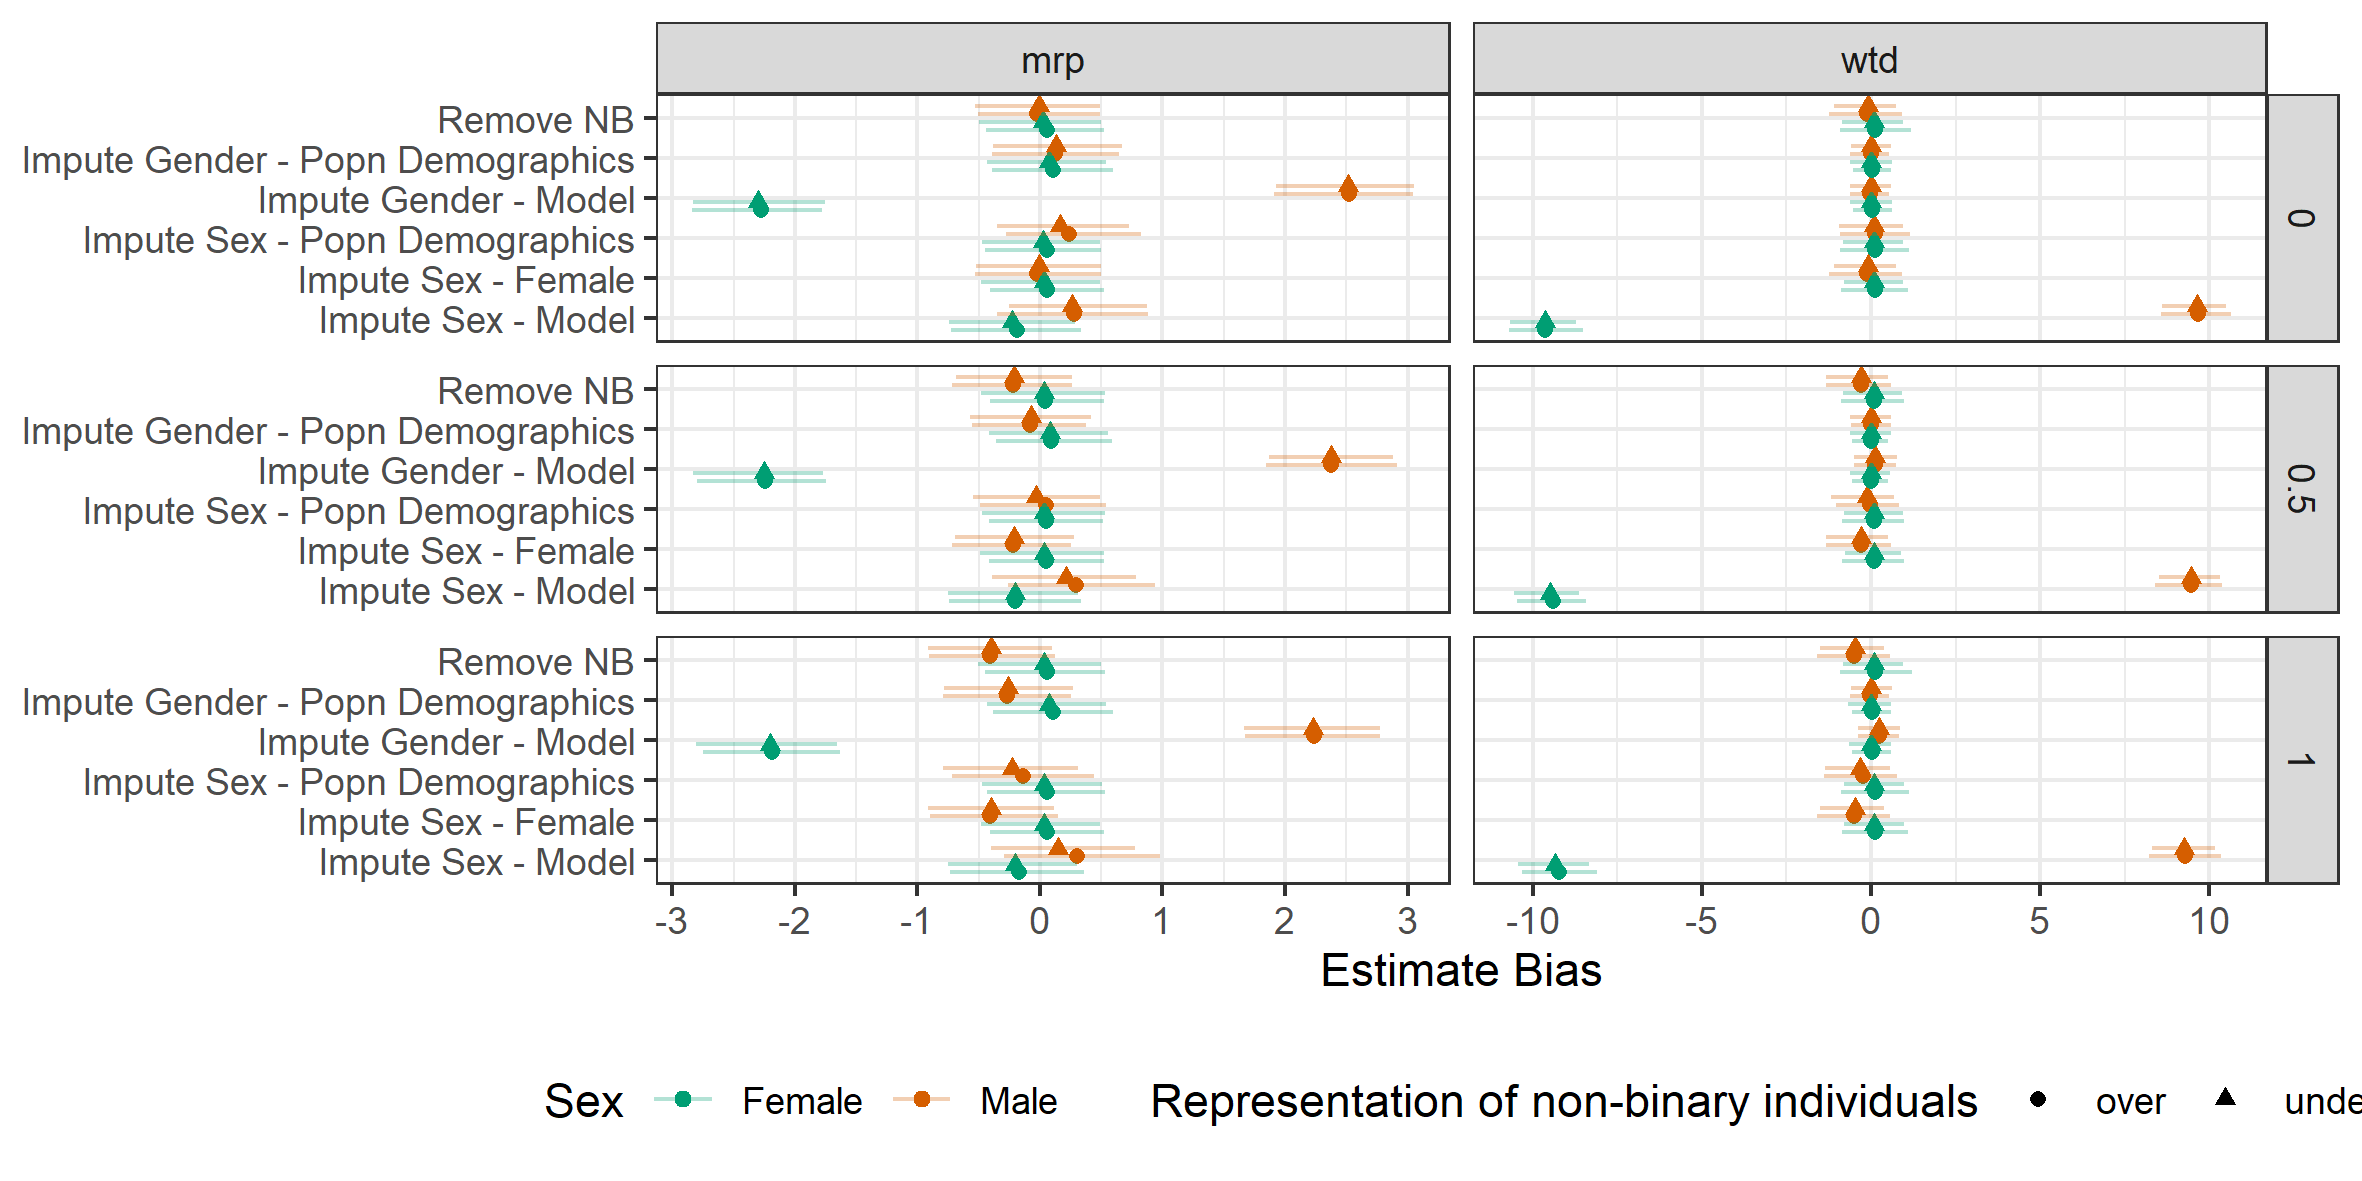 mrp
wtd
Remove NB
Impute Gender - Popn Demographics
Impute Gender - Model
Impute Sex - Popn Demographics
Impute Sex - Female
Impute Sex - Model
0
Remove NB
Impute Gender - Popn Demographics
Impute Gender - Model
Impute Sex - Popn Demographics
Impute Sex - Female
Impute Sex - Model
0.5
Remove NB
Impute Gender - Popn Demographics
Impute Gender - Model
Impute Sex - Popn Demographics
Impute Sex - Female
Impute Sex - Model
1
-3 -2 -1 0 1 2 3
-10 -5 0 5 10
Estimate Bias
Sex Female Male
Representation of non-binary individuals over unde